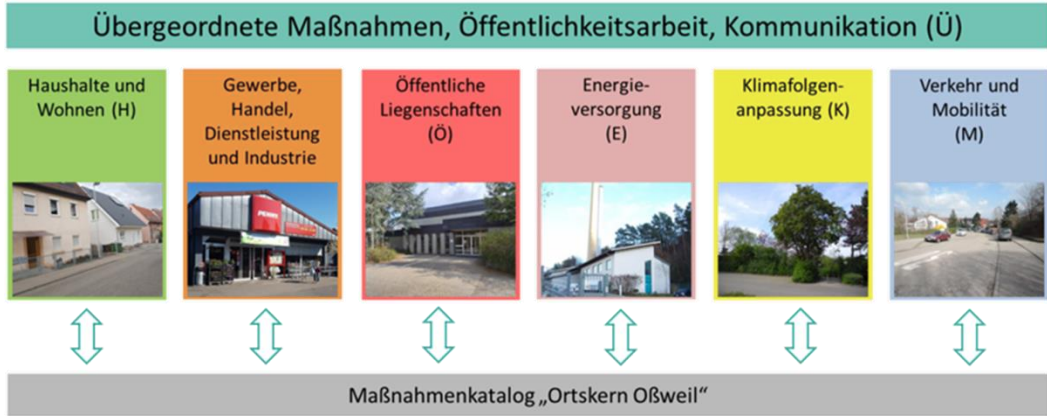 Übergeordnete Maßnahmen, Öffentlichkeitsarbeit, Kommunikation (Ü)
Haushalte und
Wohnen (H)
Gewerbe,
Handel,
Dienstleistung
und Industrie
Öffentliche
Liegenschaften
(Ö)
Energie-
versorgung
(E)
Klimafolgen-
anpassung (K)
Verkehr und
Mobilität
(M)
PENNY
Maßnahmenkatalog „Ortskern Oßweil“